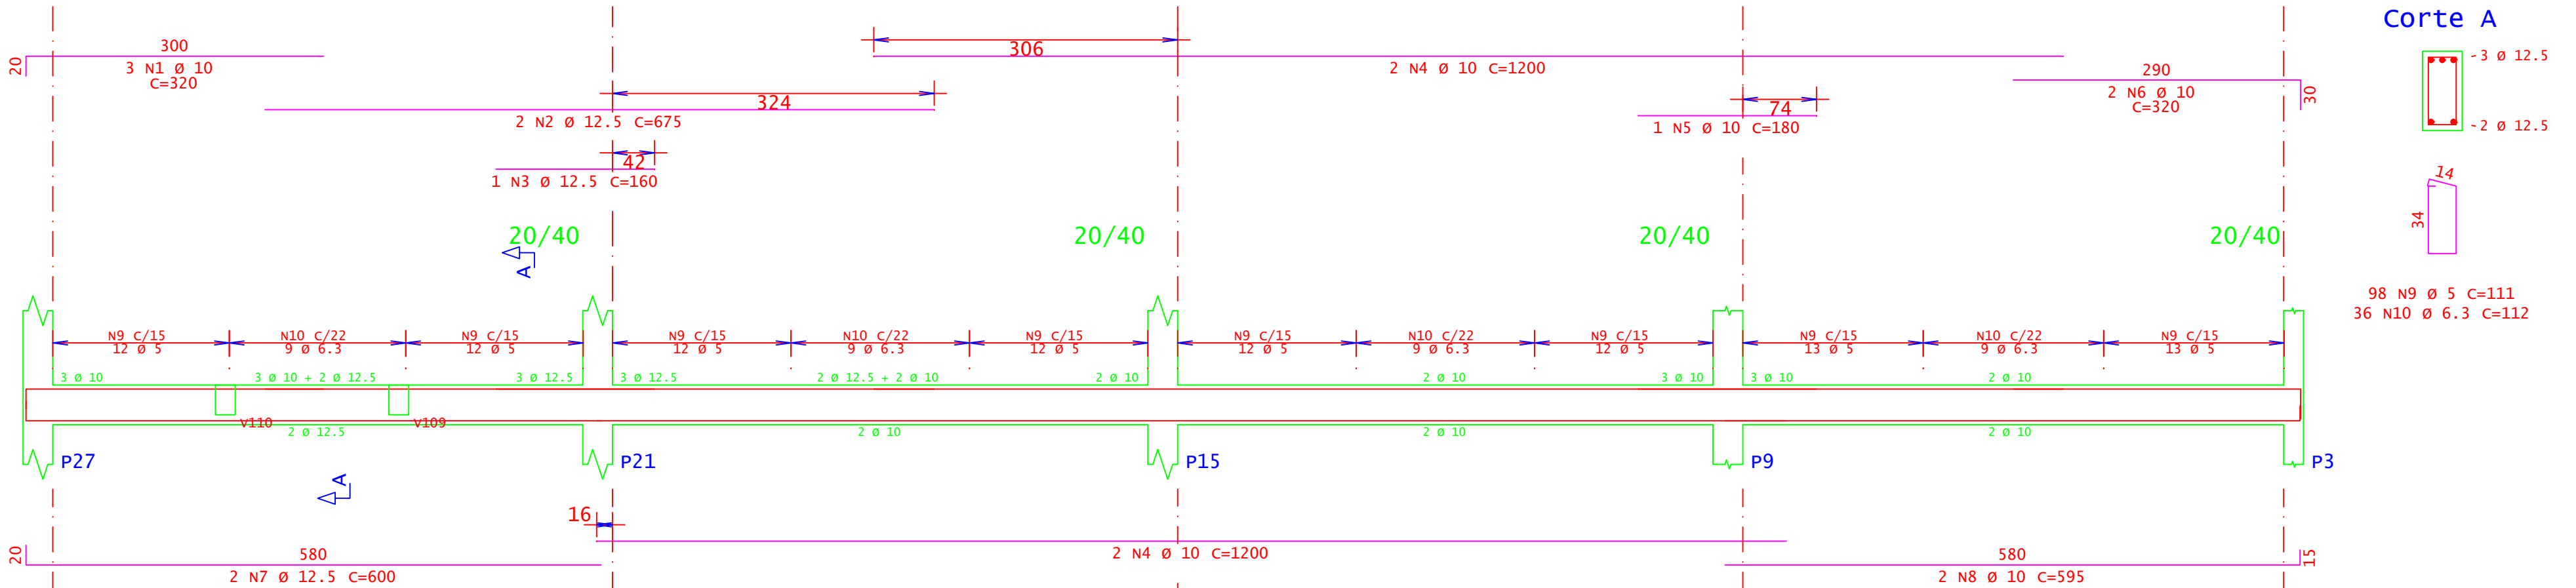 Corte A
300
20
3 N1 Ø 10
C=320
306
2 N4 Ø 10 C=1200
290
2 N6 Ø 10
C=320
30
-3 Ø 12.5
324
2 N2 Ø 12.5 C=675
74
1 N5 Ø 10 C=180
-2 Ø 12.5
42
1 N3 Ø 12.5 C=160
14
34
20/40
20/40
20/40
20/40
A
98 N9 Ø 5 C=111
36 N10 Ø 6.3 C=112
N9 C/15
12 Ø 5
N10 C/22
9 Ø 6.3
N9 C/15
12 Ø 5
N9 C/15
12 Ø 5
N10 C/22
9 Ø 6.3
N9 C/15
12 Ø 5
N9 C/15
12 Ø 5
N10 C/22
9 Ø 6.3
N9 C/15
12 Ø 5
N9 C/15
13 Ø 5
N10 C/22
9 Ø 6.3
N9 C/15
13 Ø 5
3 Ø 10
3 Ø 10 + 2 Ø 12.5
3 Ø 12.5
3 Ø 12.5
2 Ø 12.5 + 2 Ø 10
2 Ø 10
2 Ø 10
3 Ø 10
3 Ø 10
2 Ø 10
V110
V109
2 Ø 12.5
2 Ø 10
2 Ø 10
2 Ø 10
P27
P21
P15
P9
P3
A
16
20
580
2 N7 Ø 12.5 C=600
2 N4 Ø 10 C=1200
580
2 N8 Ø 10 C=595
15